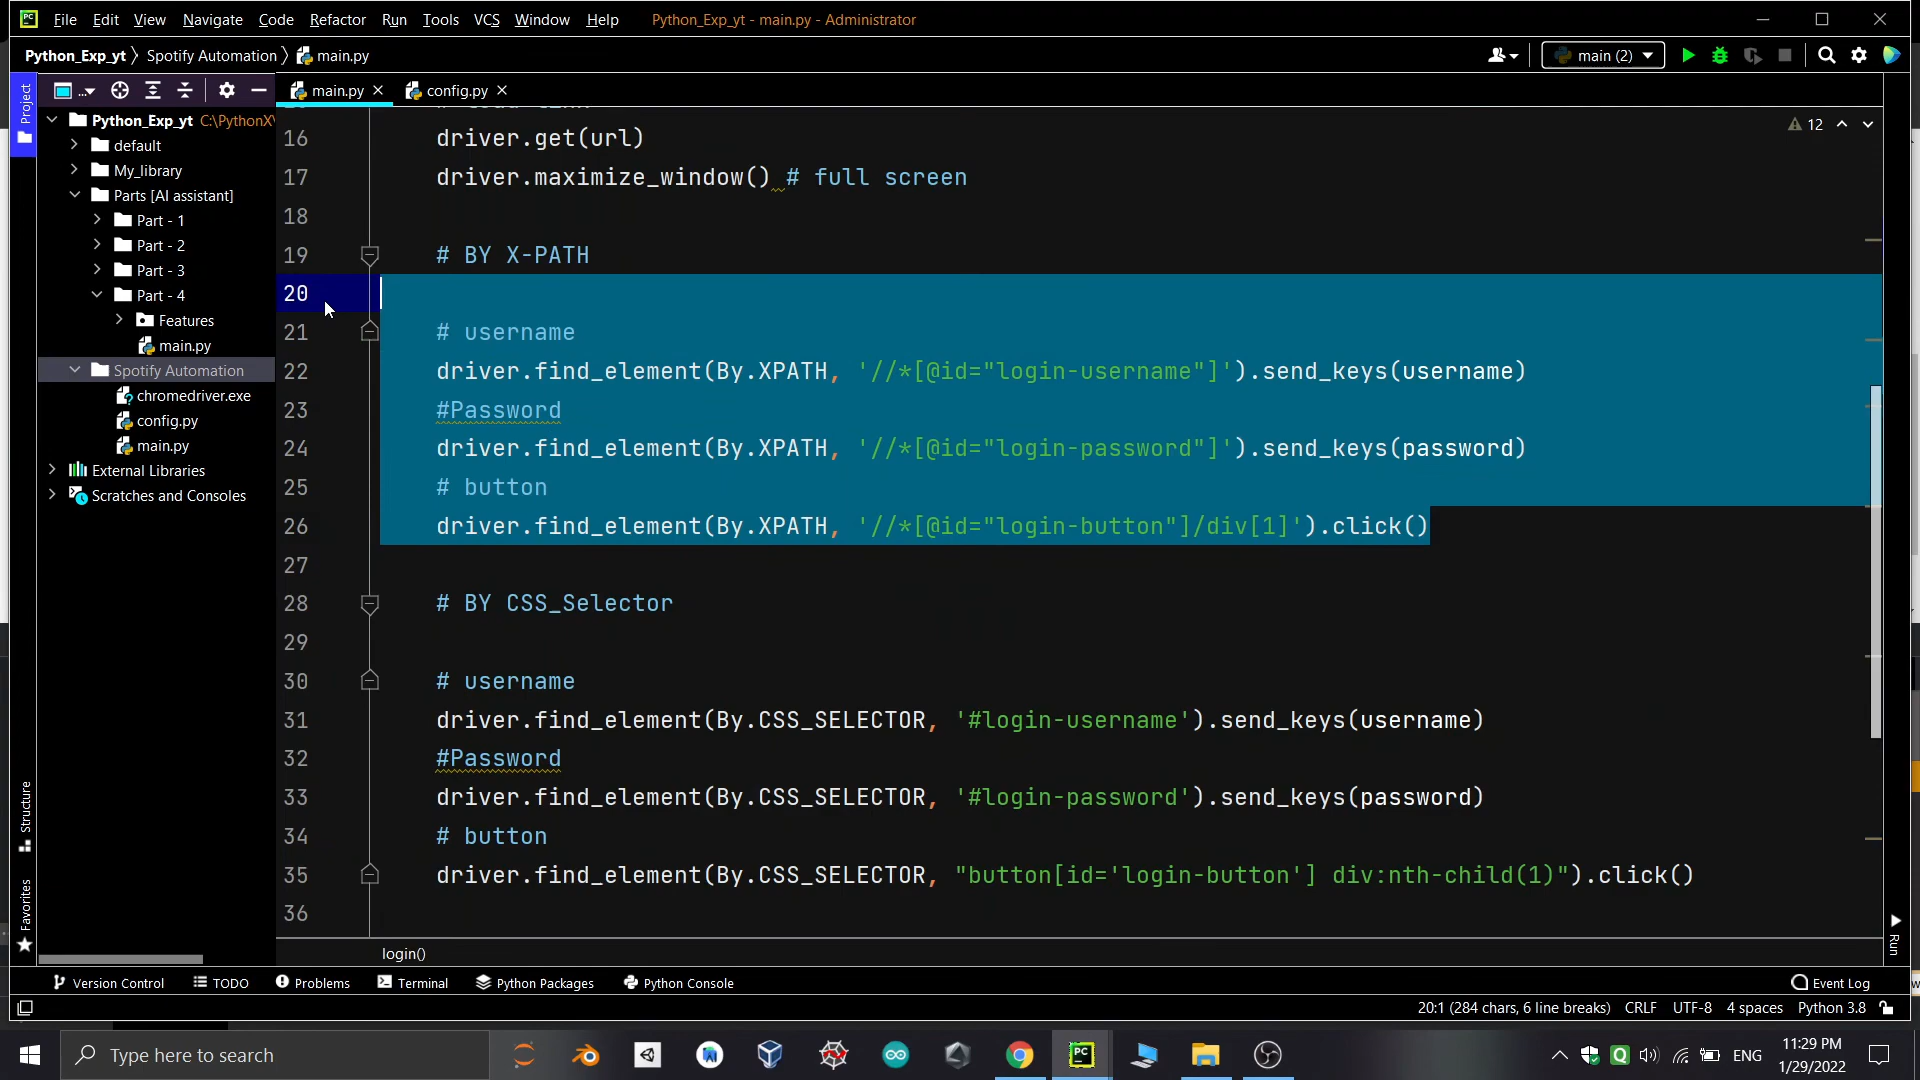 File Edit View Navigate Code Refactor Run Tools VCS Window Help Python_Exp_yt - main.py - Administrator
Python_Exp_yt Spotify Automation main.py main (2)
Project
... main.py config.py
Python_Exp_yt C:\PythonX
default
My_library
Parts [AI assistant]
Part - 1
Part - 2
Part - 3
Part - 4
Features
main.py
Spotify Automation
chromedriver.exe
config.py
main.py
External Libraries
Scratches and Consoles
Structure
Favorites
12
16 driver.get(url)
17 driver.maximize_window() # full screen
18
19 # BY X-PATH
20
21 # username
22 driver.find_element(By.XPATH, '//*[@id="login-username"]').send_keys(username)
23 #Password
24 driver.find_element(By.XPATH, '//*[@id="login-password"]').send_keys(password)
25 # button
26 driver.find_element(By.XPATH, '//*[@id="login-button"]/div[1]').click()
27
28 # BY CSS_Selector
29
30 # username
31 driver.find_element(By.CSS_SELECTOR, '#login-username').send_keys(username)
32 #Password
33 driver.find_element(By.CSS_SELECTOR, '#login-password').send_keys(password)
34 # button
35 driver.find_element(By.CSS_SELECTOR, "button[id='login-button'] div:nth-child(1)").click()
36
login()
Run
Version Control TODO Problems Terminal Python Packages Python Console Event Log
20:1 (284 chars, 6 line breaks) CRLF UTF-8 4 spaces Python 3.8
Type here to search
ENG
11:29 PM
1/29/2022